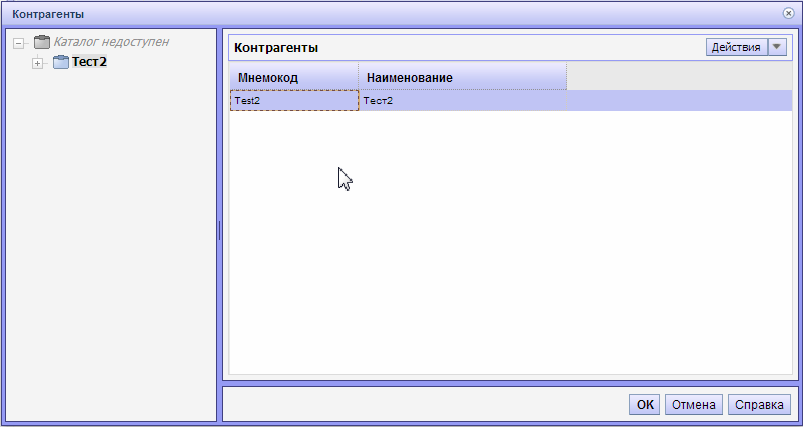 Контрагенты
Каталог недоступен
Тест2
Контрагенты
Действия
Мнемокод Наименование
Test2 Тест2
OK Отмена Справка